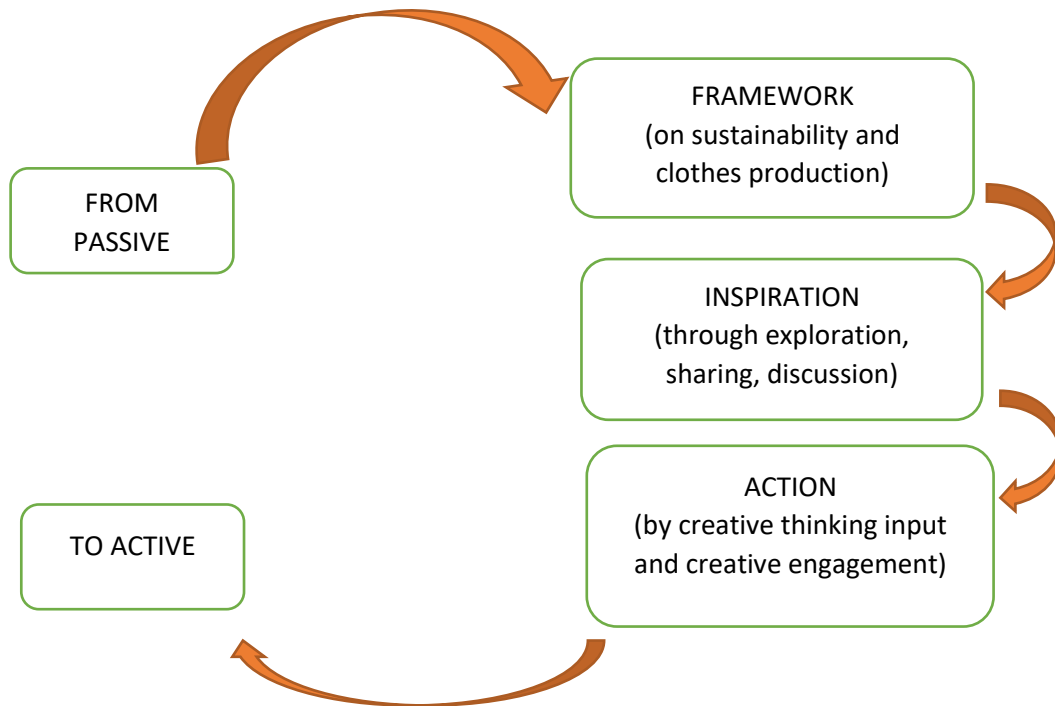 FROM
PASSIVE
FRAMEWORK
(on sustainability and
clothes production)
INSPIRATION
(through exploration,
sharing, discussion)
ACTION
(by creative thinking input
and creative engagement)
TO ACTIVE